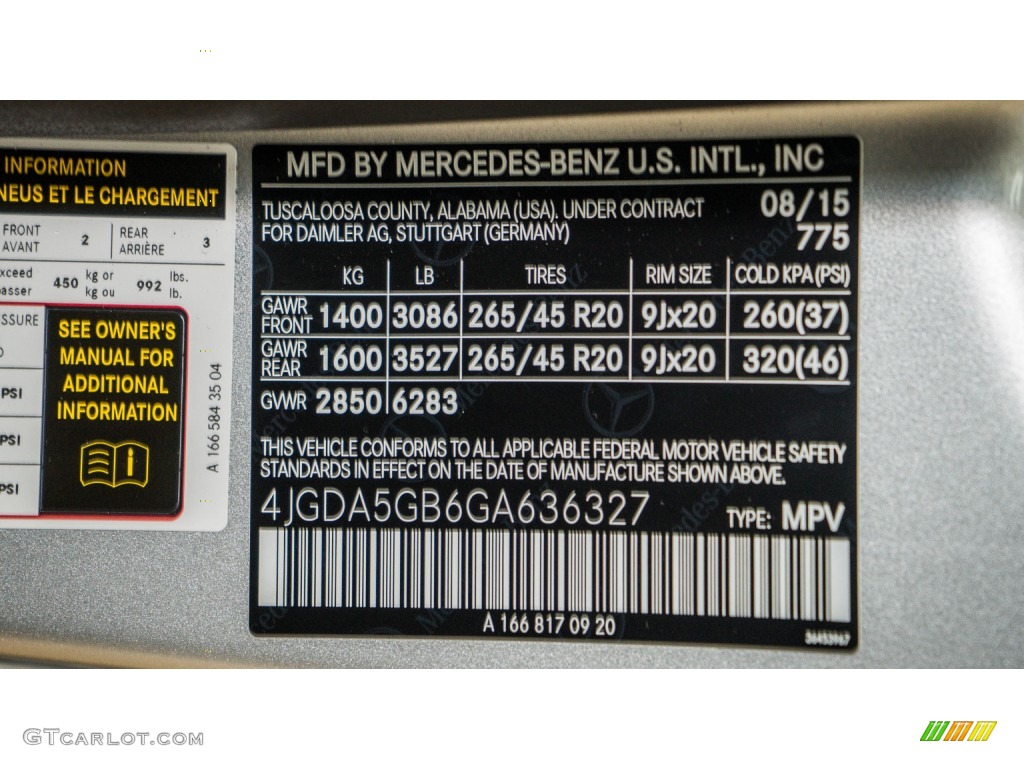 INFORMATION
NEUS ET LE CHARGEMENT
FRONT
AVANT
2
REAR
ARRIÈRE
3
450 kg or
kg ou
992 lbs.
lb.
SEE OWNER'S
MANUAL FOR
ADDITIONAL
INFORMATION
PSI
PSI
PSI
A 166 584 35 04
MFD BY MERCEDES-BENZ U.S. INTL., INC
TUSCALOOSA COUNTY, ALABAMA (USA). UNDER CONTRACT
FOR DAIMLER AG, STUTTGART (GERMANY)
08/15
775
KG LB TIRES RIM SIZE COLD KPA(PSI)
GAWR
FRONT 1400 3086 265/45 R20 9Jx20 260(37)
GAWR
REAR 1600 3527 265/45 R20 9Jx20 320(46)
GVWR 2850 6283
THIS VEHICLE CONFORMS TO ALL APPLICABLE FEDERAL MOTOR VEHICLE SAFETY
STANDARDS IN EFFECT ON THE DATE OF MANUFACTURE SHOWN ABOVE.
4JGDA5GB6GA636327 TYPE: MPV
A 166 817 09 20
GTCARLOT.COM